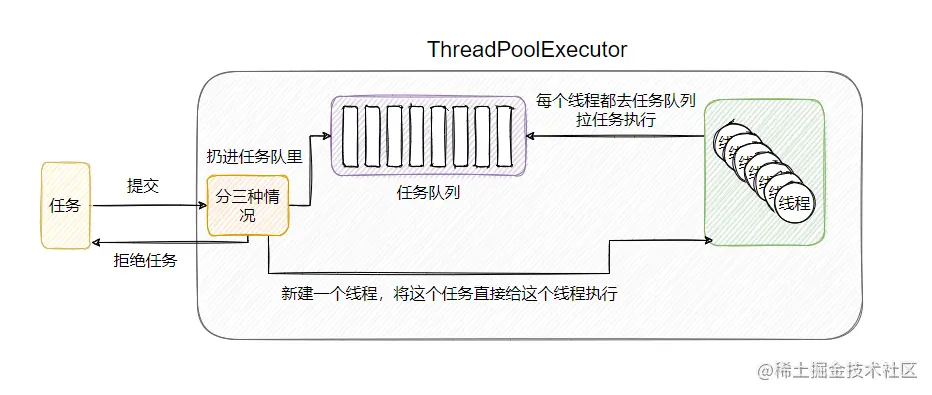 ThreadPoolExecutor
每个线程都去任务队列
拉任务执行
扔进任务队里
任务队列
提交
任务
分三种情
况
线程
拒绝任务
新建一个线程，将这个任务直接给这个线程执行
@稀土掘金技术社区